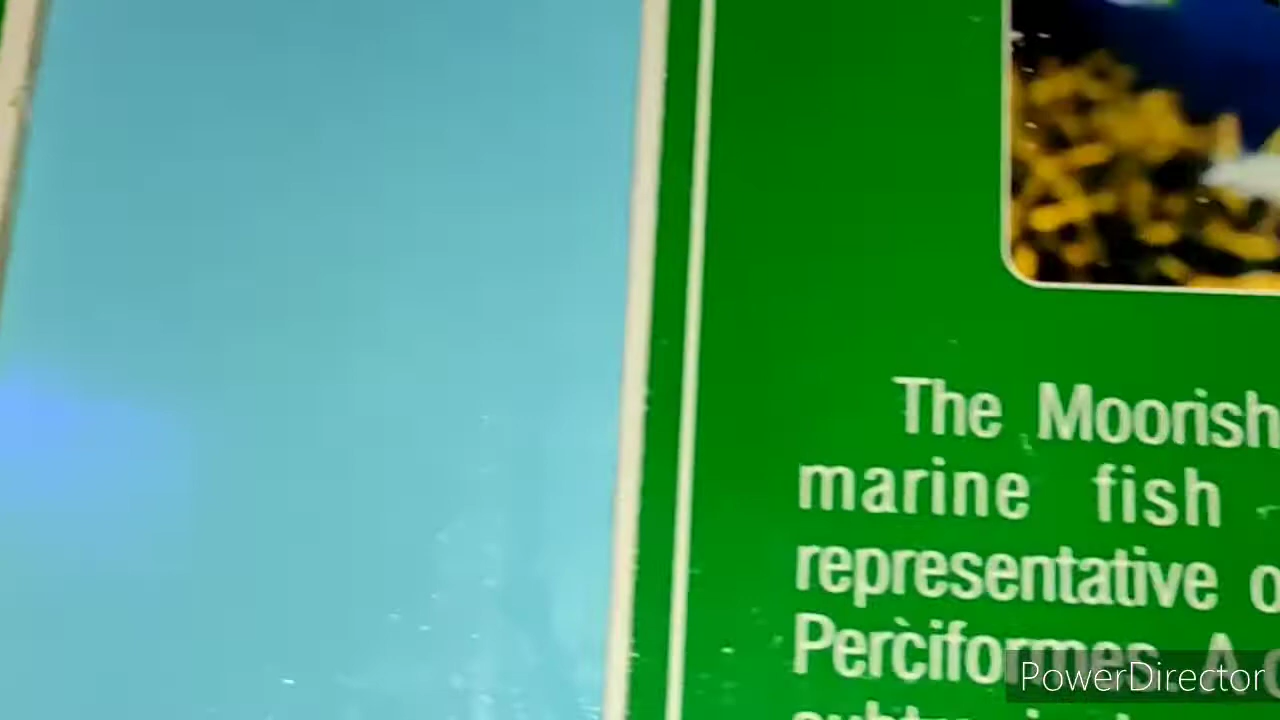 The Moorish
marine fish
representative o
Perciformes. A
PowerDirector